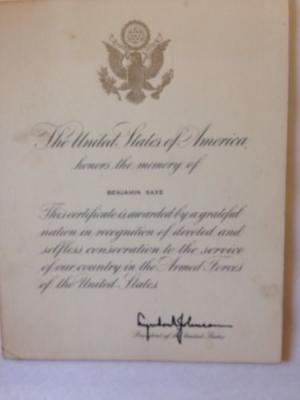 The United States of America
honors the memory of
BENJAMIN SAXE
This certificate is awarded by a grateful
nation in recognition of devoted and
selfless consecration to the service
of our country in the Armed Forces
of the United States.
Lyndon B. Johnson
President of the United States